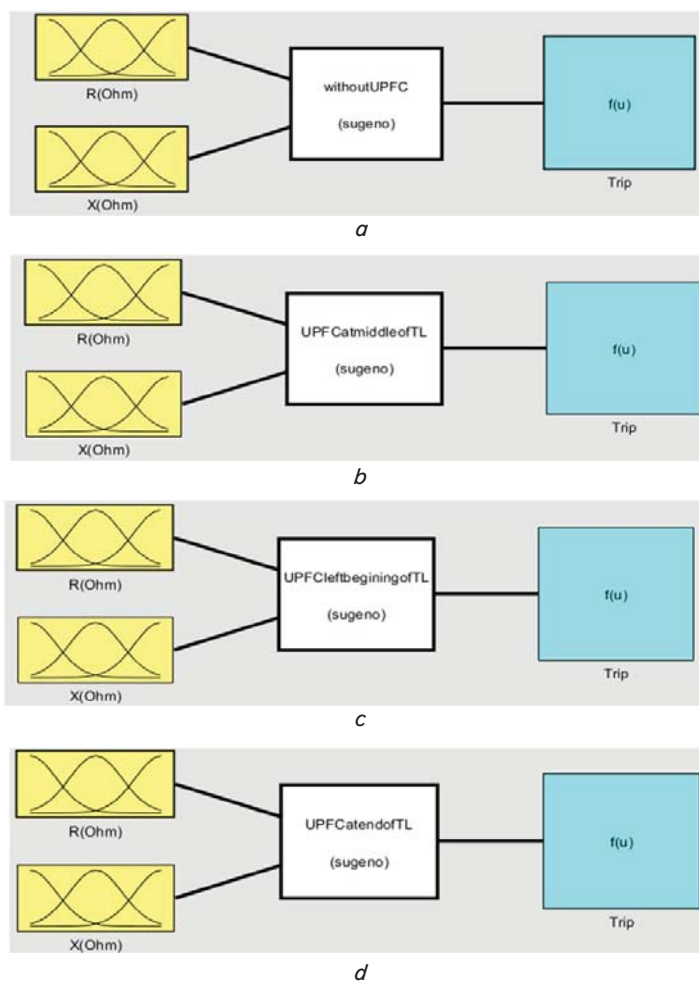 R(Ohm)
withoutUPFC
(sugeno)
f(u)
X(Ohm)
Trip
a
R(Ohm)
UPFCatmiddleofTL
(sugeno)
f(u)
X(Ohm)
Trip
b
R(Ohm)
UPFCleftbeginingofTL
(sugeno)
f(u)
X(Ohm)
Trip
c
R(Ohm)
UPFCatendofTL
(sugeno)
f(u)
X(Ohm)
Trip
d